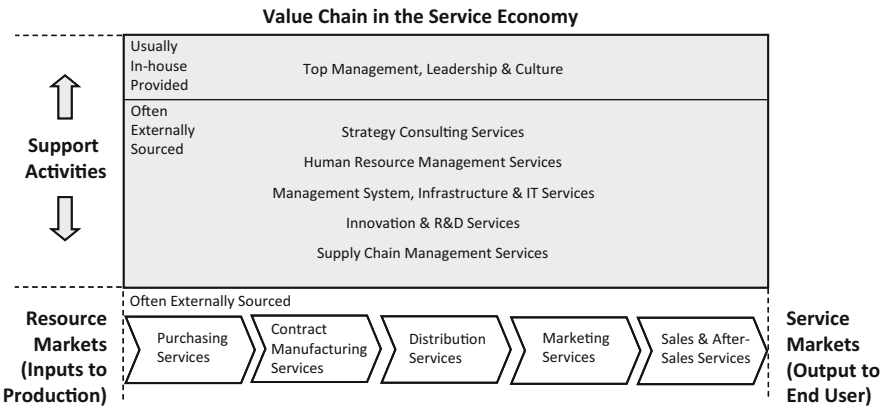 Value Chain in the Service Economy
Usually
In-house
Provided
Top Management, Leadership & Culture
Support
Activities
Often
Externally
Sourced
Strategy Consulting Services
Human Resource Management Services
Management System, Infrastructure & IT Services
Innovation & R&D Services
Supply Chain Management Services
Often Externally Sourced
Resource
Markets
(Inputs to
Production)
Purchasing
Services
Contract
Manufacturing
Services
Distribution
Services
Marketing
Services
Sales & After-
Sales Services
Service
Markets
(Output to
End User)